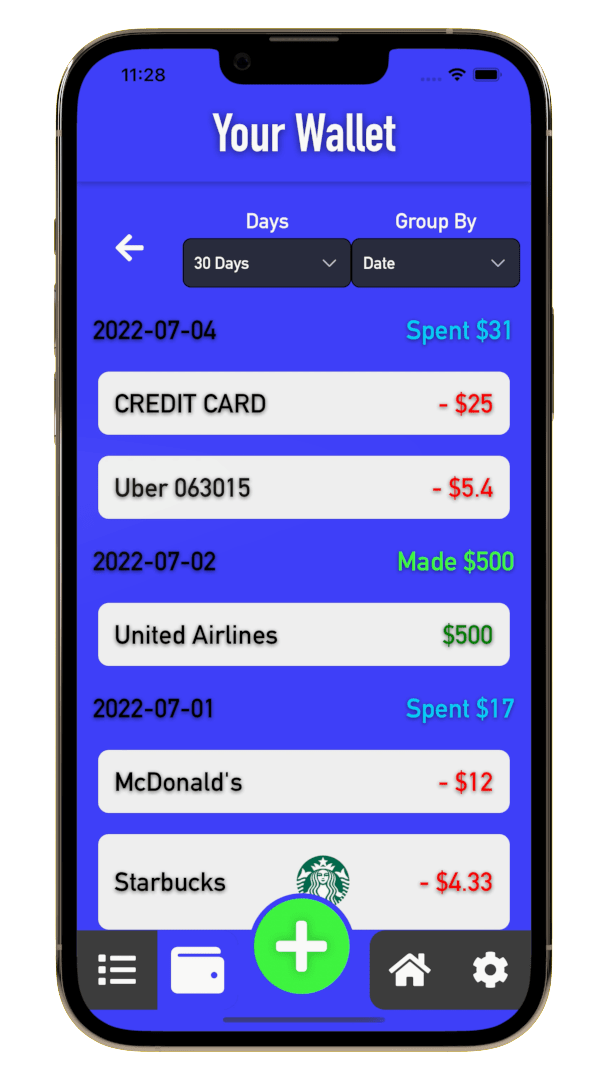 11:28
Your Wallet
Days Group By
30 Days Date
2022-07-04 Spent $31
CREDIT CARD - $25
Uber 063015 - $5.4
2022-07-02 Made $500
United Airlines $500
2022-07-01 Spent $17
McDonald's - $12
Starbucks - $4.33